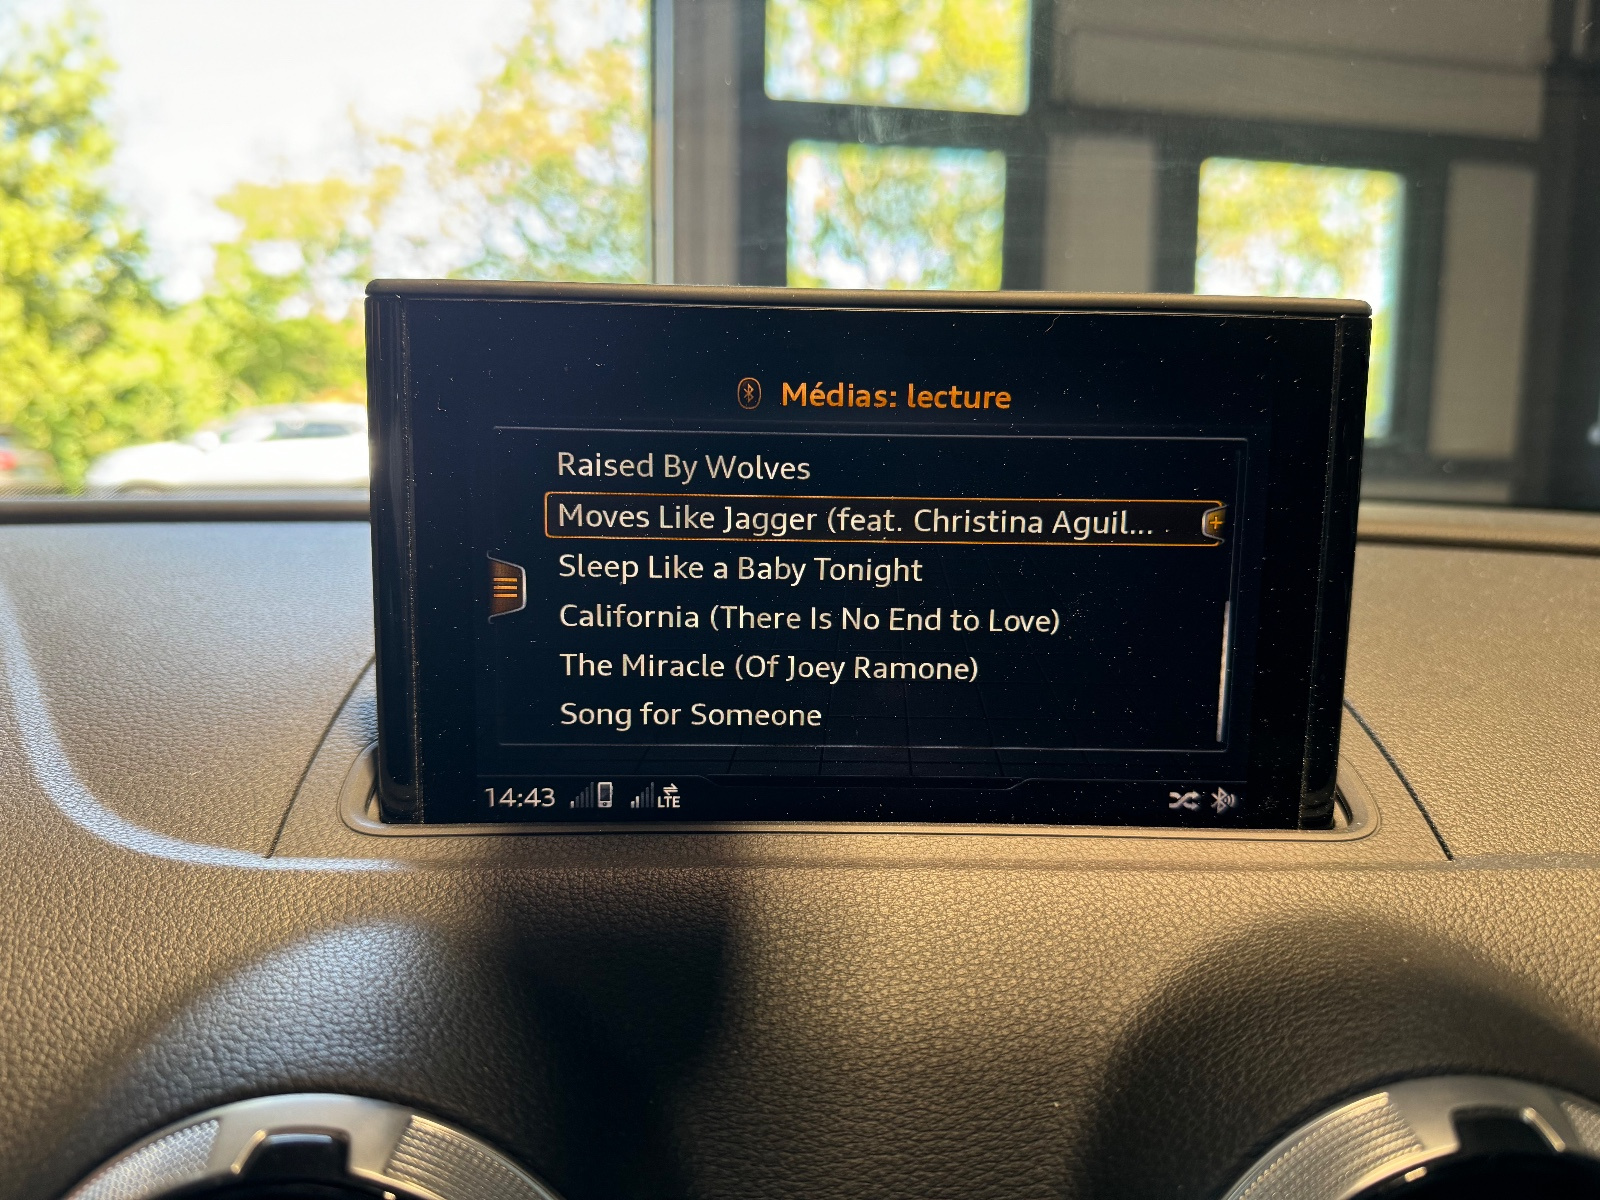 Médias: lecture
Raised By Wolves
Moves Like Jagger (feat. Christina Aguil...
Sleep Like a Baby Tonight
California (There Is No End to Love)
The Miracle (Of Joey Ramone)
Song for Someone
14:43 LTE